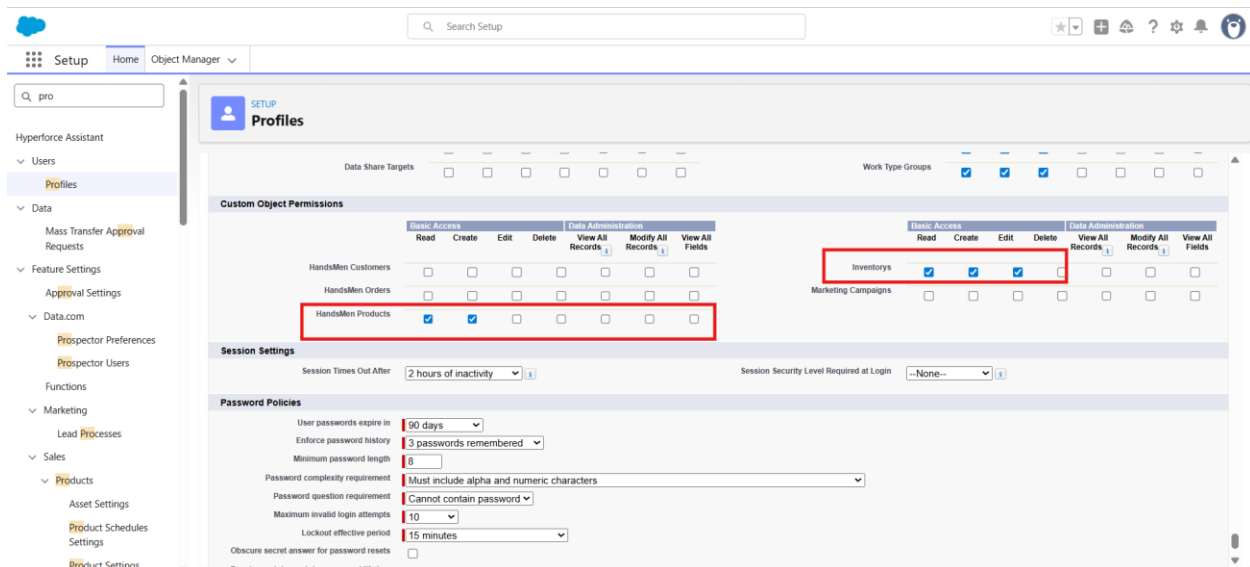 Search Setup
Setup Home Object Manager
pro
Hyperforce Assistant
Users
Profiles
Data
Mass Transfer Approval
Requests
Feature Settings
Approval Settings
Data.com
Prospector Preferences
Prospector Users
Functions
Marketing
Lead Processes
Sales
Products
Asset Settings
Product Schedules
Settings
Product Settings
SETUP
Profiles
Data Share Targets
Work Type Groups
Custom Object Permissions
Basic Access Data Administration
Read Create Edit Delete View All Records Modify All Records View All Fields
HandsMen Customers
HandsMen Orders
HandsMen Products
Basic Access Data Administration
Read Create Edit Delete View All Records Modify All Records View All Fields
Inventorys
Marketing Campaigns
Session Settings
Session Times Out After 2 hours of inactivity
Session Security Level Required at Login --None--
Password Policies
User passwords expire in 90 days
Enforce password history 3 passwords remembered
Minimum password length 8
Password complexity requirement Must include alpha and numeric characters
Password question requirement Cannot contain password
Maximum invalid login attempts 10
Lockout effective period 15 minutes
Obscure secret answer for password resets